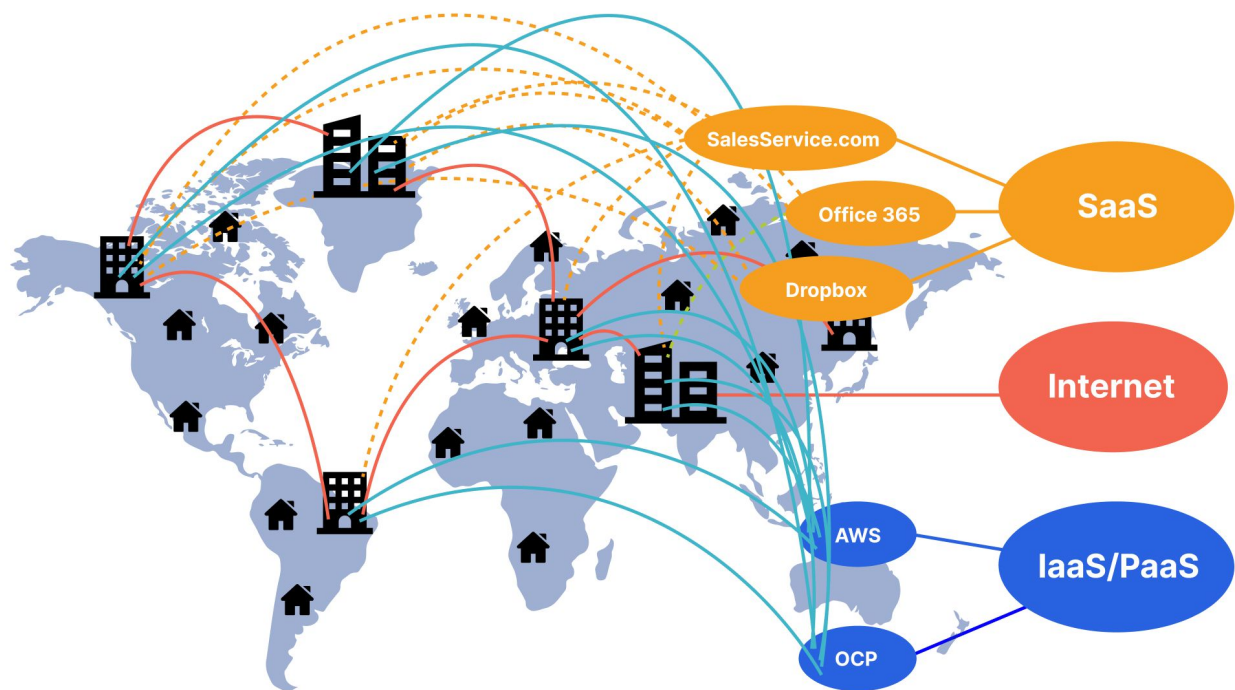 SalesService.com
SaaS
Office 365
Dropbox
Internet
AWS
IaaS/PaaS
OCP